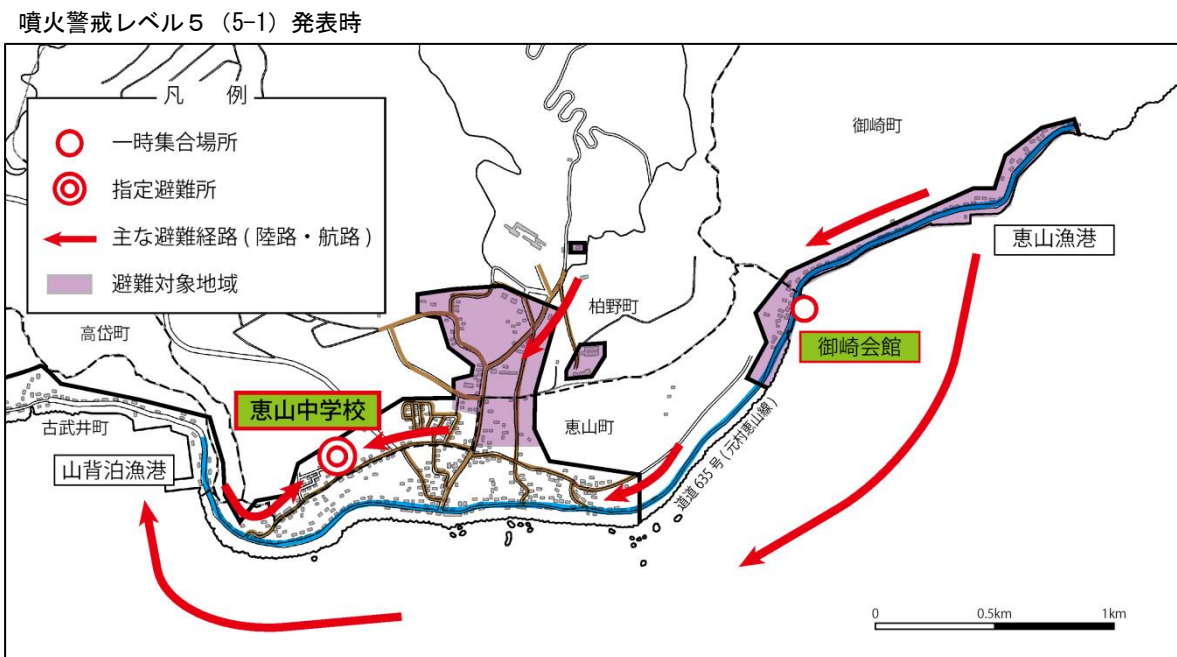 噴火警戒レベル５（5-1）発表時
凡 例
一時集合場所
指定避難所
主な避難経路(陸路・航路)
避難対象地域
御崎町
恵山漁港
柏野町
高岱町
御崎会館
恵山中学校
恵山町
古武井町
山背泊漁港
道道635号(元村恵山線)
0 0.5km 1km